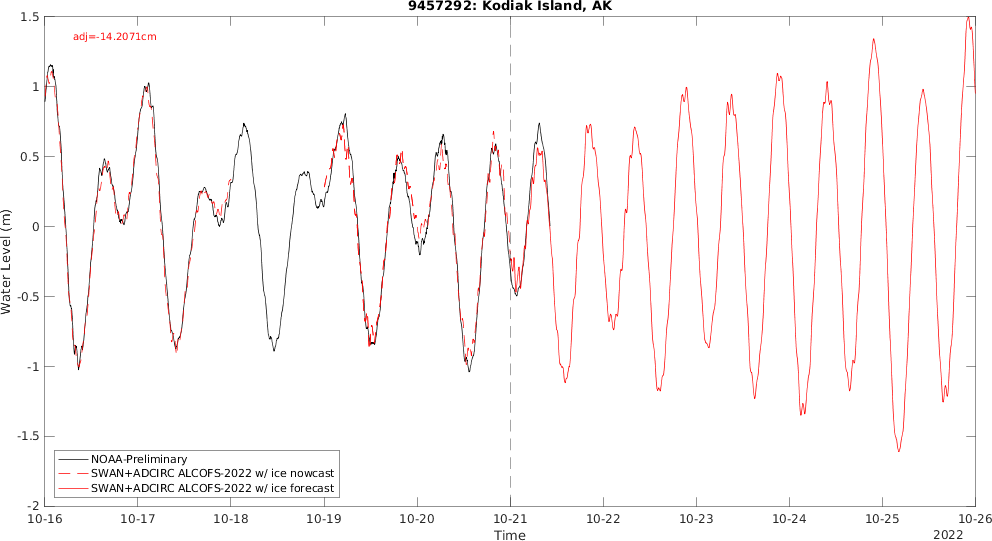 9457292: Kodiak Island, AK
adj=-14.2071cm
1.5
1
0.5
0
-0.5
-1
-1.5
-2
Water Level (m)
NOAA-Preliminary
SWAN+ADCIRC ALCOFS-2022 w/ ice nowcast
SWAN+ADCIRC ALCOFS-2022 w/ ice forecast
10-16 10-17 10-18 10-19 10-20 10-21 10-22 10-23 10-24 10-25 10-26
Time
2022